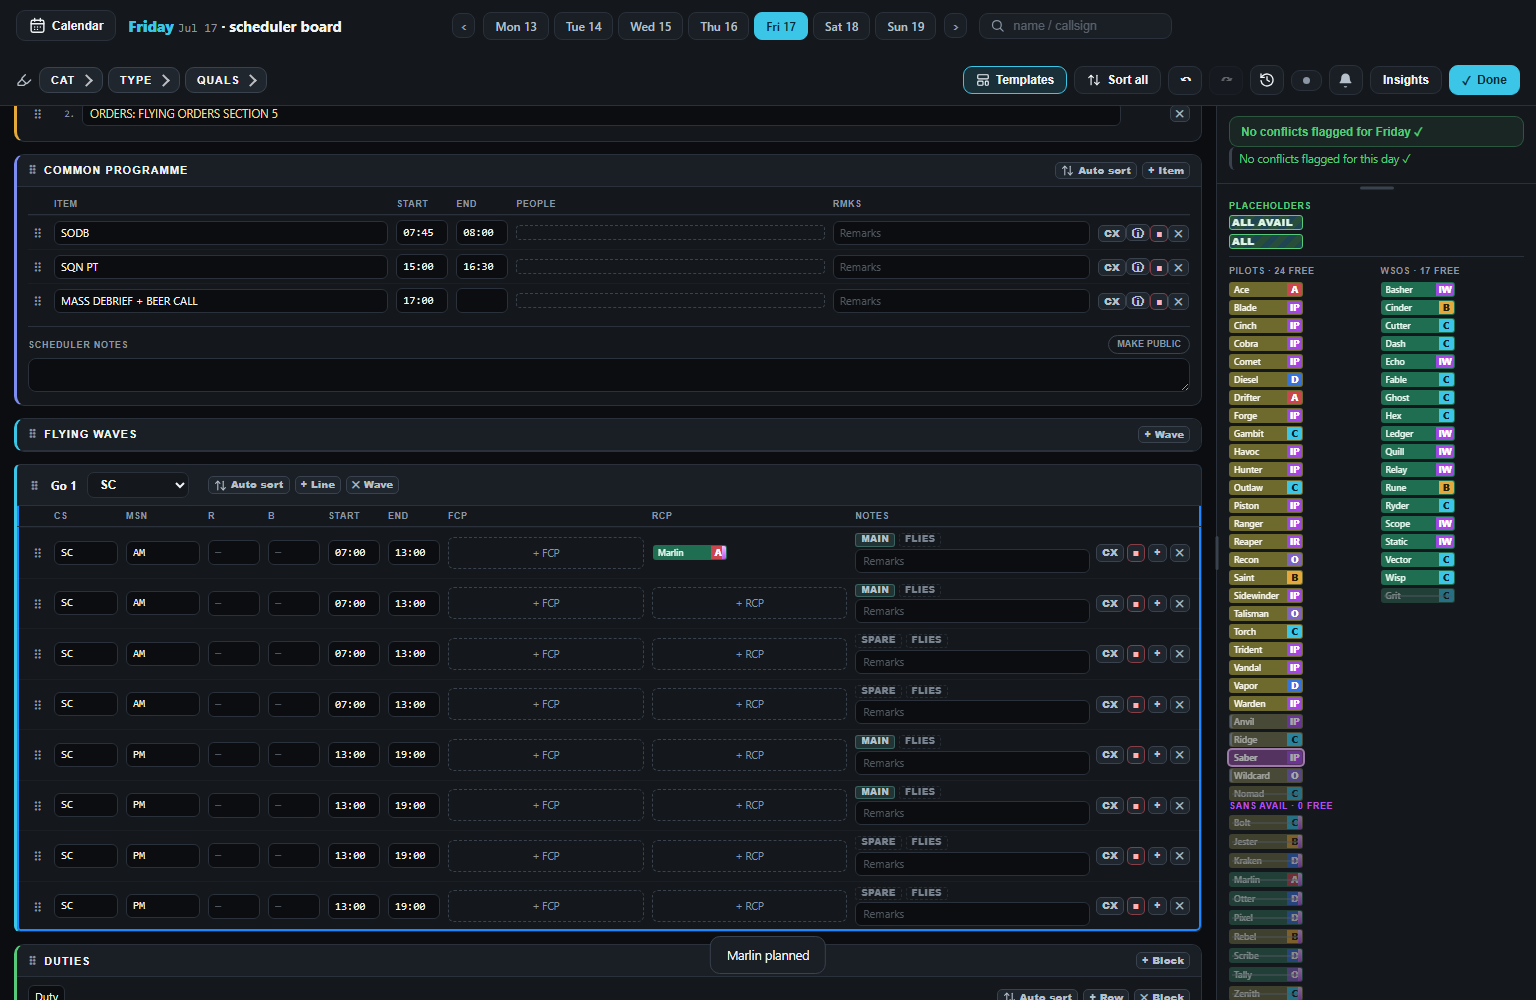 Calendar
Friday Jul 17 · scheduler board
‹ Mon 13 Tue 14 Wed 15 Thu 16 Fri 17 Sat 18 Sun 19 ›
name / callsign
CAT TYPE QUALS
Templates Sort all Insights ✓ Done
2. ORDERS: FLYING ORDERS SECTION 5
COMMON PROGRAMME
Auto sort + Item
ITEM START END PEOPLE RMKS
SODB 07:45 08:00 Remarks CX
SQN PT 15:00 16:30 Remarks CX
MASS DEBRIEF + BEER CALL 17:00 Remarks CX
SCHEDULER NOTES MAKE PUBLIC
FLYING WAVES + Wave
Go 1 SC Auto sort + Line ✕ Wave
CS MSN R B START END FCP RCP NOTES
SC AM – – 07:00 13:00 + FCP Marlin A MAIN FLIES Remarks CX
SC AM – – 07:00 13:00 + FCP + RCP MAIN FLIES Remarks CX
SC AM – – 07:00 13:00 + FCP + RCP SPARE FLIES Remarks CX
SC AM – – 07:00 13:00 + FCP + RCP SPARE FLIES Remarks CX
SC PM – – 13:00 19:00 + FCP + RCP MAIN FLIES Remarks CX
SC PM – – 13:00 19:00 + FCP + RCP MAIN FLIES Remarks CX
SC PM – – 13:00 19:00 + FCP + RCP SPARE FLIES Remarks CX
SC PM – – 13:00 19:00 + FCP + RCP SPARE FLIES Remarks CX
DUTIES + Block
Marlin planned
Duty Auto sort + Row ✕ Block
No conflicts flagged for Friday ✓
No conflicts flagged for this day ✓
PLACEHOLDERS
ALL AVAIL
ALL
PILOTS · 24 FREE
Ace A
Blade IP
Cinch IP
Cobra IP
Comet IP
Diesel D
Drifter A
Forge IP
Gambit C
Havoc IP
Hunter IP
Outlaw C
Piston IP
Ranger IP
Reaper IR
Recon O
Saint B
Sidewinder IP
Talisman O
Torch C
Trident IP
Vandal IP
Vapor D
Warden IP
Anvil IP
Ridge C
Saber IP
Wildcard O
Nomad C
WSOS · 17 FREE
Basher IW
Cinder B
Cutter C
Dash C
Echo IW
Fable C
Ghost C
Hex C
Ledger IW
Quill IW
Relay IW
Rune B
Ryder C
Scope IW
Static IW
Vector C
Wisp C
Grit C
SANS AVAIL · 0 FREE
Bolt C
Jester B
Kraken D
Marlin A
Otter D
Pixel D
Rebel B
Scribe D
Tally O
Zenith C